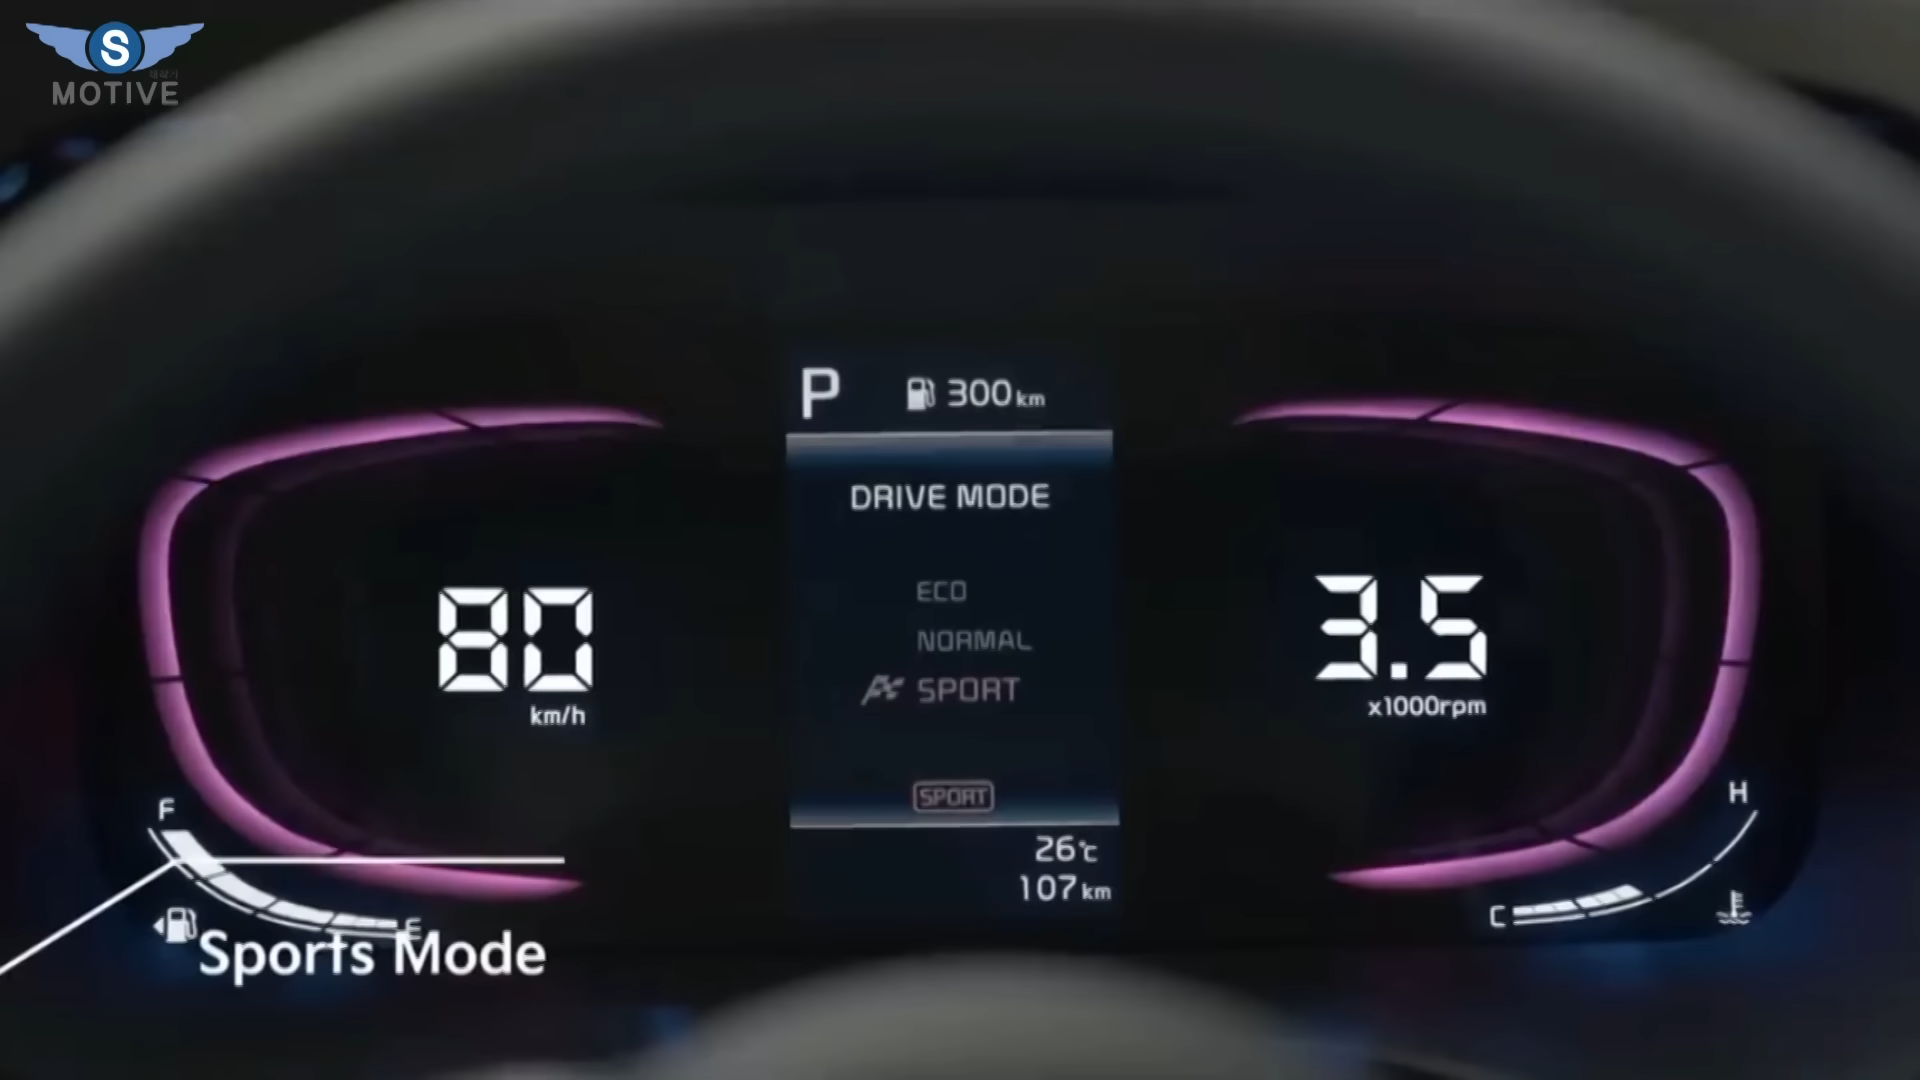 S
MOTIVE
P
300km
DRIVE MODE
ECO
NORMAL
SPORT
SPORT
26℃
107km
80
km/h
3.5
x1000rpm
F
E
H
C
Sports Mode